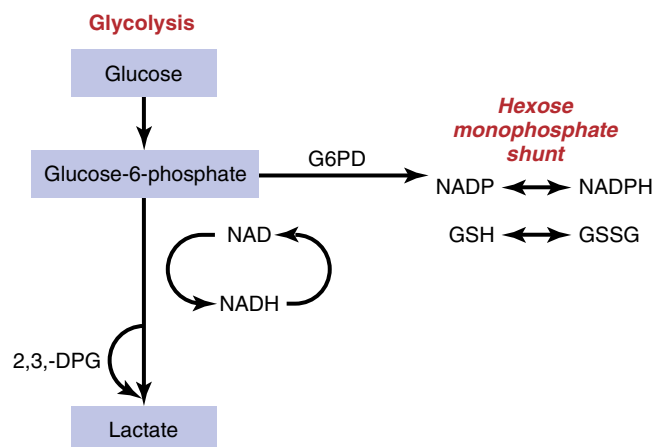 Glycolysis
Glucose
Hexose
monophosphate
shunt
Glucose-6-phosphate
G6PD
NADP
NADPH
NAD
GSH
GSSG
NADH
2,3,-DPG
Lactate